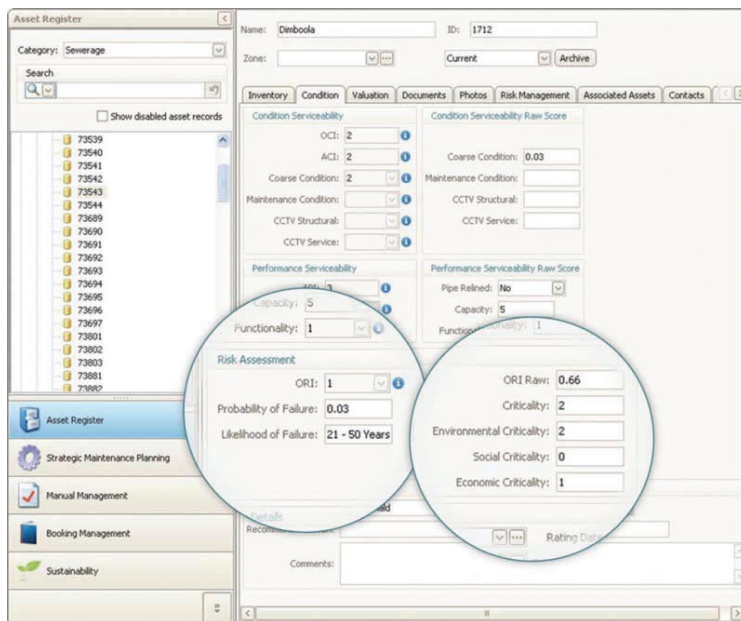 Asset Register
Category: Sewerage
Search
Show disabled asset records
73539
73540
73541
73542
73543
73544
73689
73690
73691
73692
73693
73694
73695
73696
73697
73801
73802
73803
73881
73882
Asset Register
Strategic Maintenance Planning
Manual Management
Booking Management
Sustainability
Name: Dimboola ID: 1712
Zone: Current Archive
Inventory Condition Valuation Documents Photos Risk Management Associated Assets Contacts
Condition Serviceability
OCI: 2
ACI: 2
Coarse Condition: 2
Maintenance Condition:
CCTV Structural:
CCTV Service:
Condition Serviceability Raw Score
Coarse Condition: 0.03
Maintenance Condition:
CCTV Structural:
CCTV Service:
Performance Serviceability
3
Capacity: 5
Functionality: 1
Performance Serviceability Raw Score
Pipe Relined: No
Capacity: 5
Risk Assessment
ORI: 1
Probability of Failure: 0.03
Likelihood of Failure: 21 - 50 Years
ORI Raw: 0.66
Criticality: 2
Environmental Criticality: 2
Social Criticality: 0
Economic Criticality: 1
Details
Rating Date
Comments: